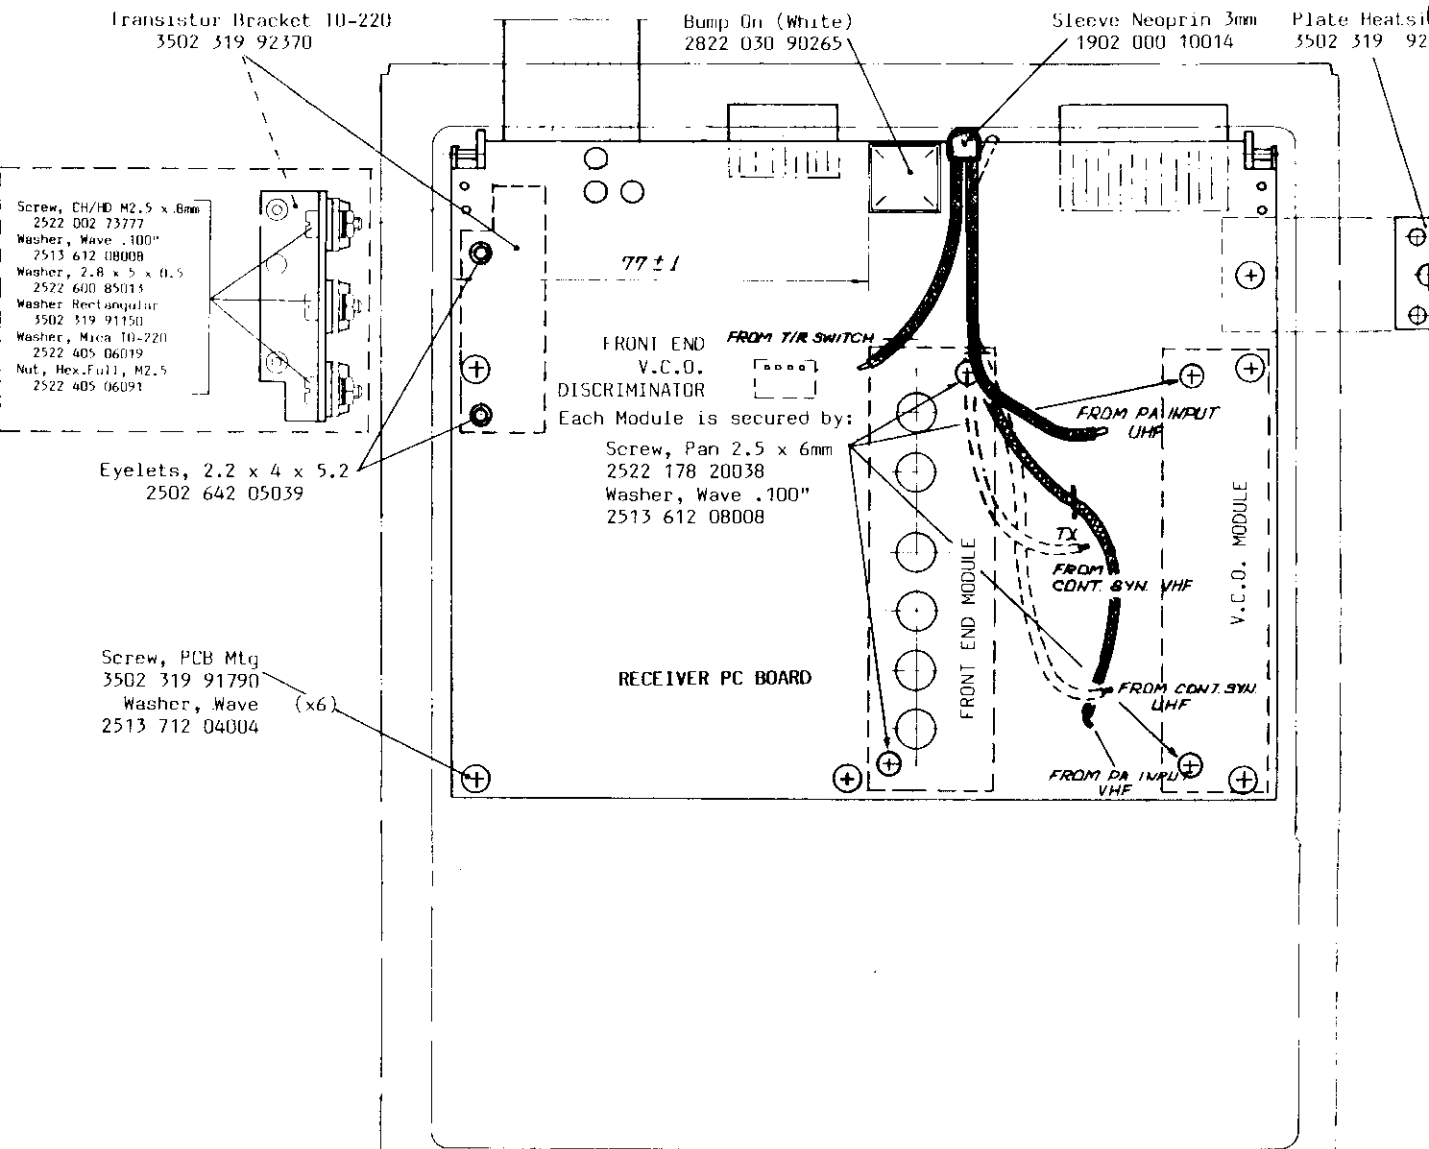 Transistor Bracket TO-220
3502 319 92370
Bump On (White)
2822 030 90265
Sleeve Neoprin 3mm
1902 000 10014
Plate Heatsi
3502 319 92
Screw, CH/HD M2.5 x 8mm
2522 002 73777
Washer, Wave .100"
2513 612 08008
Washer, 2.8 x 5 x 0.5
2522 600 85013
Washer Rectangular
3502 319 91150
Washer, Mica TO-220
2522 405 06019
Nut, Hex.Full, M2.5
2522 405 06091
77 ± 1
FROM T/R SWITCH
FRONT END
V.C.O.
DISCRIMINATOR
Each Module is secured by:
Screw, Pan 2.5 x 6mm
2522 178 20038
Washer, Wave .100"
2513 612 08008
Eyelets, 2.2 x 4 x 5.2
2502 642 05039
FROM PA INPUT
UHF
TX
FROM
CONT. SYN. VHF
FRONT END MODULE
V.C.O. MODULE
Screw, PCB Mtg
3502 319 91790
Washer, Wave
2513 712 04004
(x6)
RECEIVER PC BOARD
FROM CONT. SYN.
UHF
FROM PA INPUT
VHF